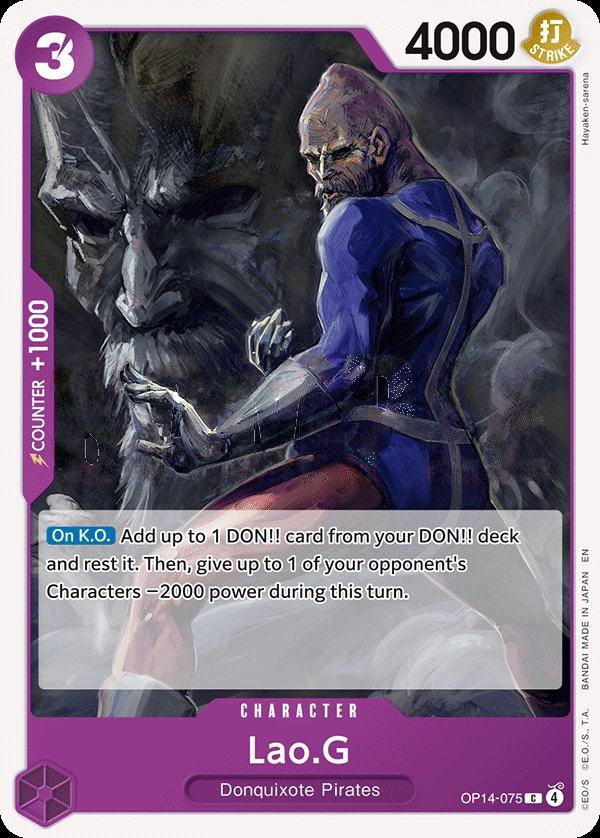 3
4000
打
STRIKE
Hayaken-sarena
COUNTER +1000
On K.O. Add up to 1 DON!! card from your DON!! deck
and rest it. Then, give up to 1 of your opponent's
Characters −2000 power during this turn.
CHARACTER
Lao.G
Donquixote Pirates
OP14-075 C 4
©E.O/S ©E.O./S., T.A. BANDAI MADE IN JAPAN EN